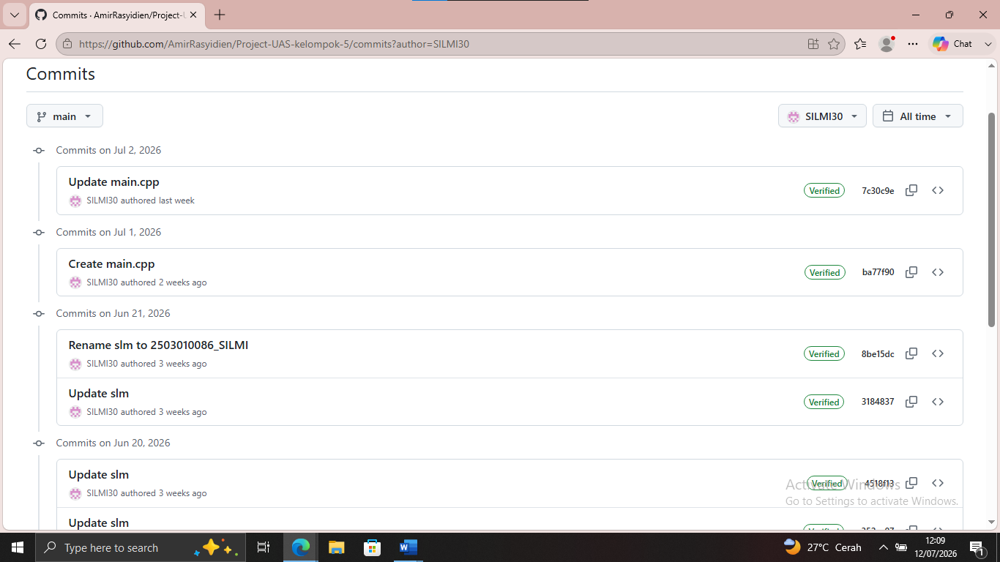 Commits · AmirRasyidien/Project-U
https://github.com/AmirRasyidien/Project-UAS-kelompok-5/commits?author=SILMI30
Chat
Commits
main
SILMI30
All time
Commits on Jul 2, 2026
Update main.cpp
SILMI30 authored last week
Verified
7c30c9e
Commits on Jul 1, 2026
Create main.cpp
SILMI30 authored 2 weeks ago
Verified
ba77f90
Commits on Jun 21, 2026
Rename slm to 2503010086_SILMI
SILMI30 authored 3 weeks ago
Verified
8be15dc
Update slm
SILMI30 authored 3 weeks ago
Verified
3184837
Commits on Jun 20, 2026
Update slm
SILMI30 authored 3 weeks ago
Verified
4518f13
Activate Windows
Go to Settings to activate Windows.
Update slm
Type here to search
27°C Cerah
12:09
12/07/2026
1